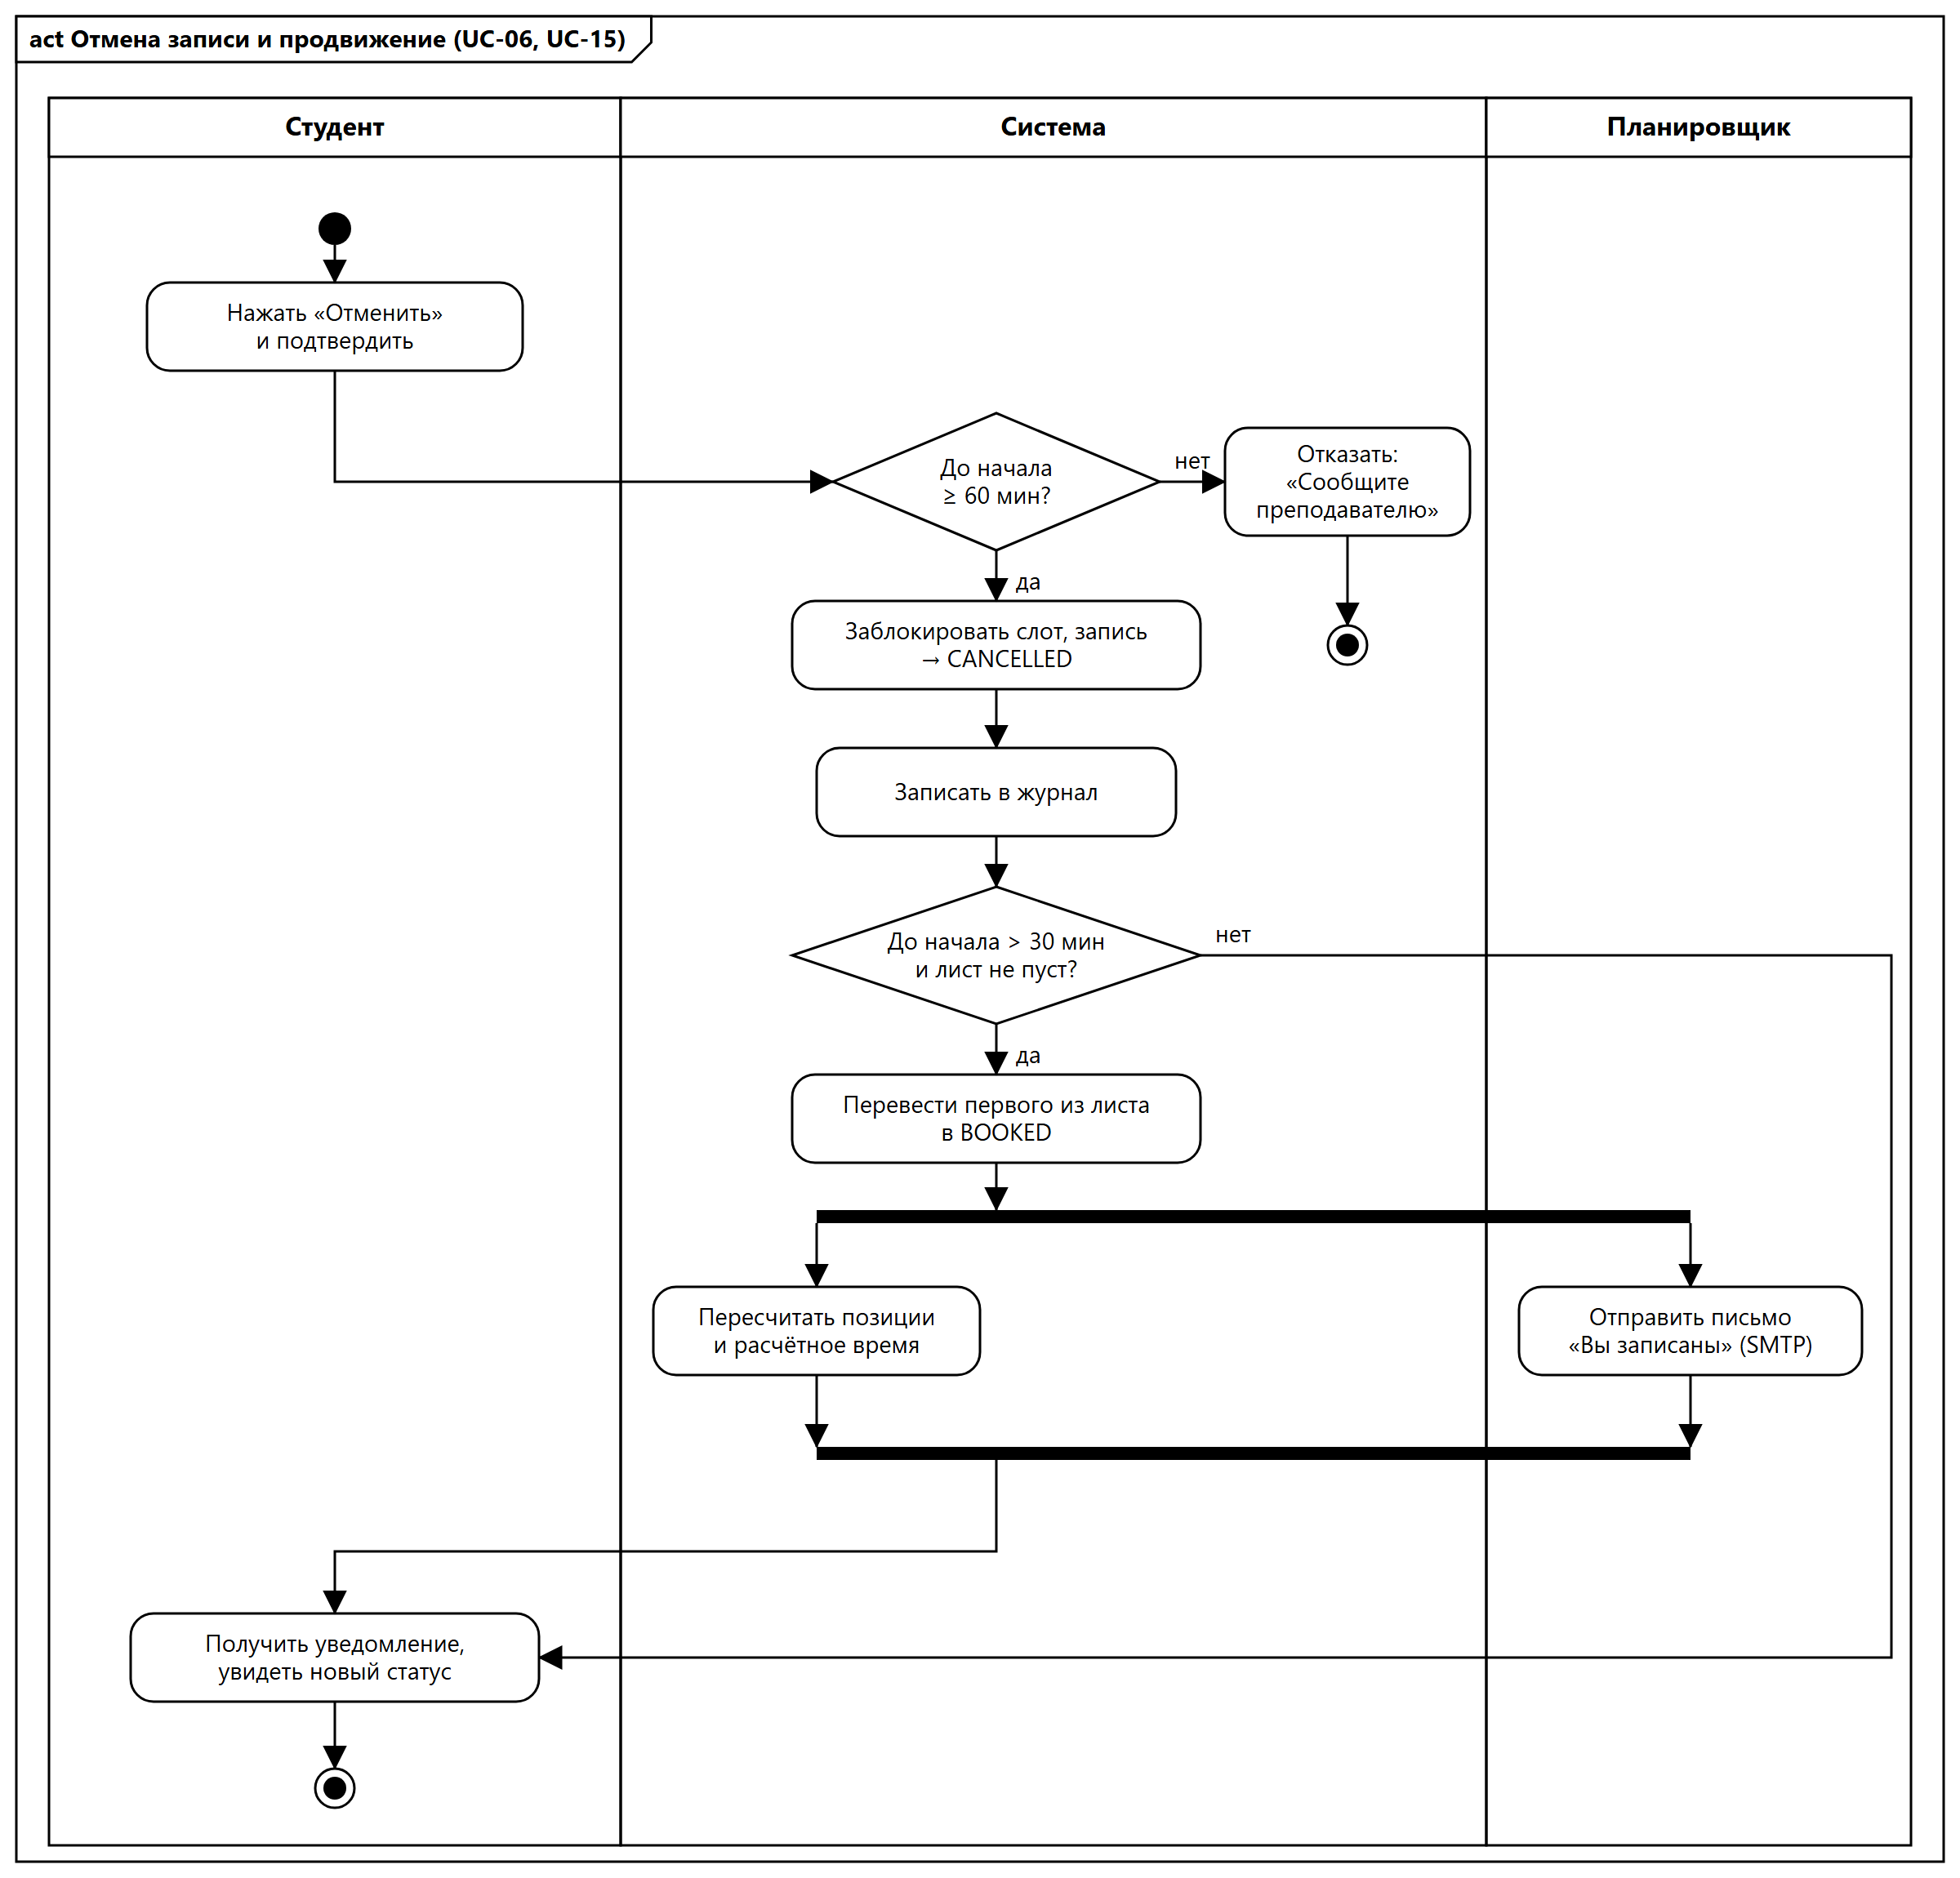 act Отмена записи и продвижение (UC-06, UC-15)
Студент
Система
Планировщик
Нажать «Отменить»
и подтвердить
До начала
≥ 60 мин?
нет
Отказать:
«Сообщите
преподавателю»
да
Заблокировать слот, запись
→ CANCELLED
Записать в журнал
До начала > 30 мин
и лист не пуст?
нет
да
Перевести первого из листа
в BOOKED
Пересчитать позиции
и расчётное время
Отправить письмо
«Вы записаны» (SMTP)
Получить уведомление,
увидеть новый статус